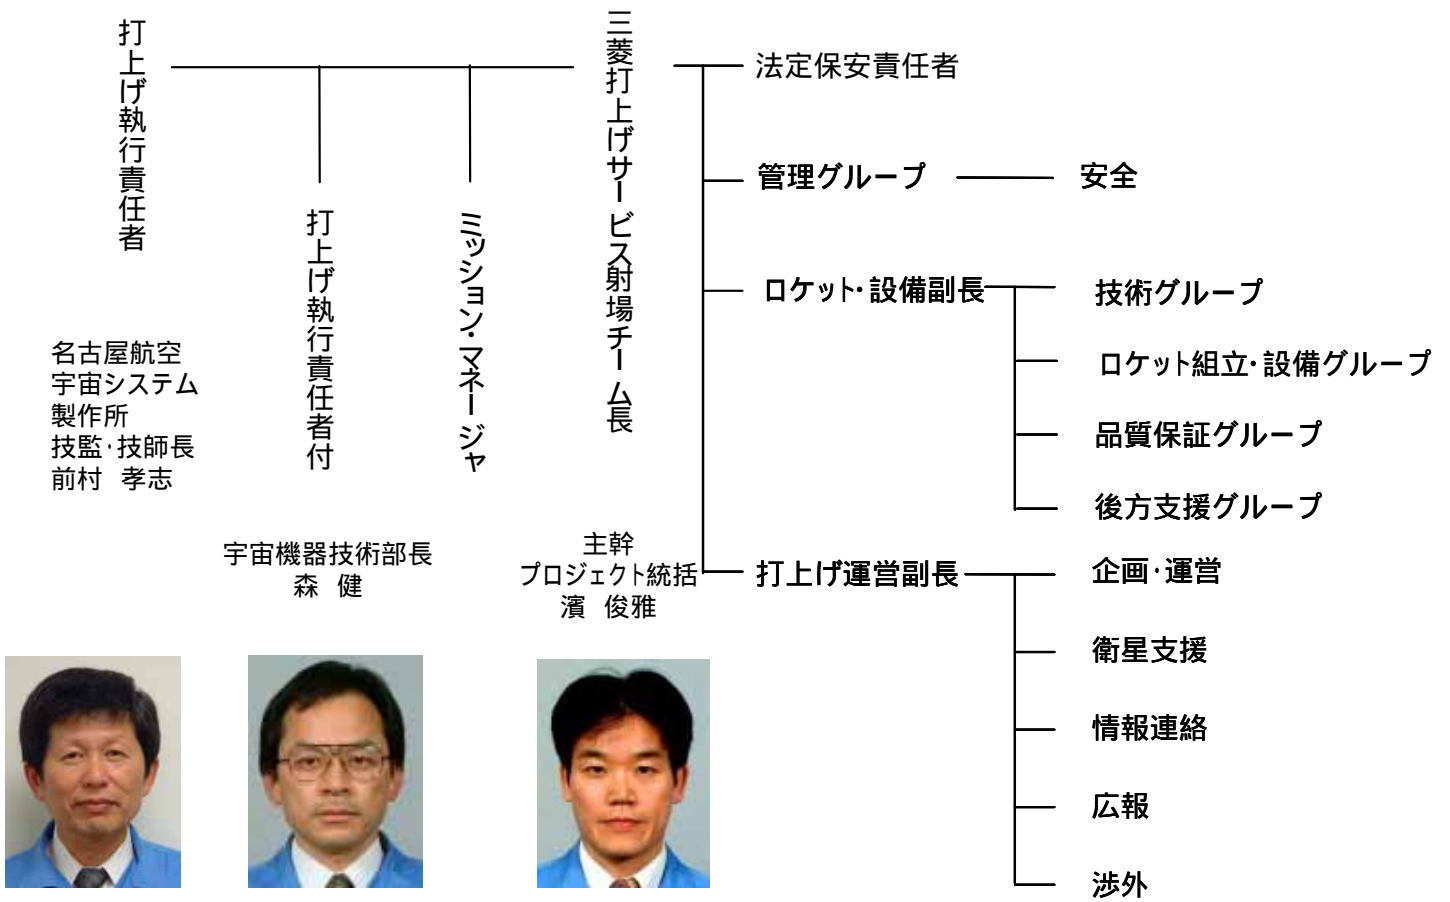 打上げ執行責任者
名古屋航空
宇宙システム
製作所
技監・技師長
前村 孝志
打上げ執行責任者付
宇宙機器技術部長
森 健
ミッション・マネージャ
三菱打上げサービス射場チーム長
主幹
プロジェクト統括
濱 俊雅
法定保安責任者
管理グループ
安全
ロケット・設備副長
技術グループ
ロケット組立・設備グループ
品質保証グループ
後方支援グループ
打上げ運営副長
企画・運営
衛星支援
情報連絡
広報
渉外